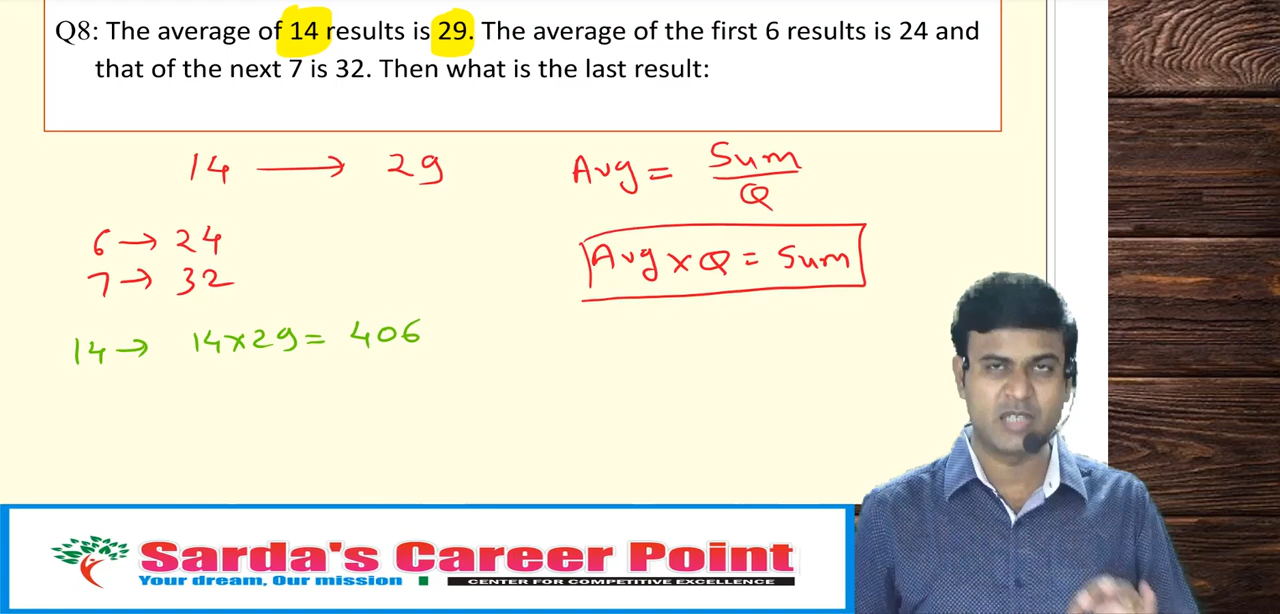 Q8: The average of 14 results is 29. The average of the first 6 results is 24 and
that of the next 7 is 32. Then what is the last result:
14 ⟶ 29
Avg = Sum/Q
6 → 24
7 → 32
Avg × Q = Sum
14 → 14×29 = 406
Sarda's Career Point
Your dream, Our mission
CENTER FOR COMPETITIVE EXCELLENCE